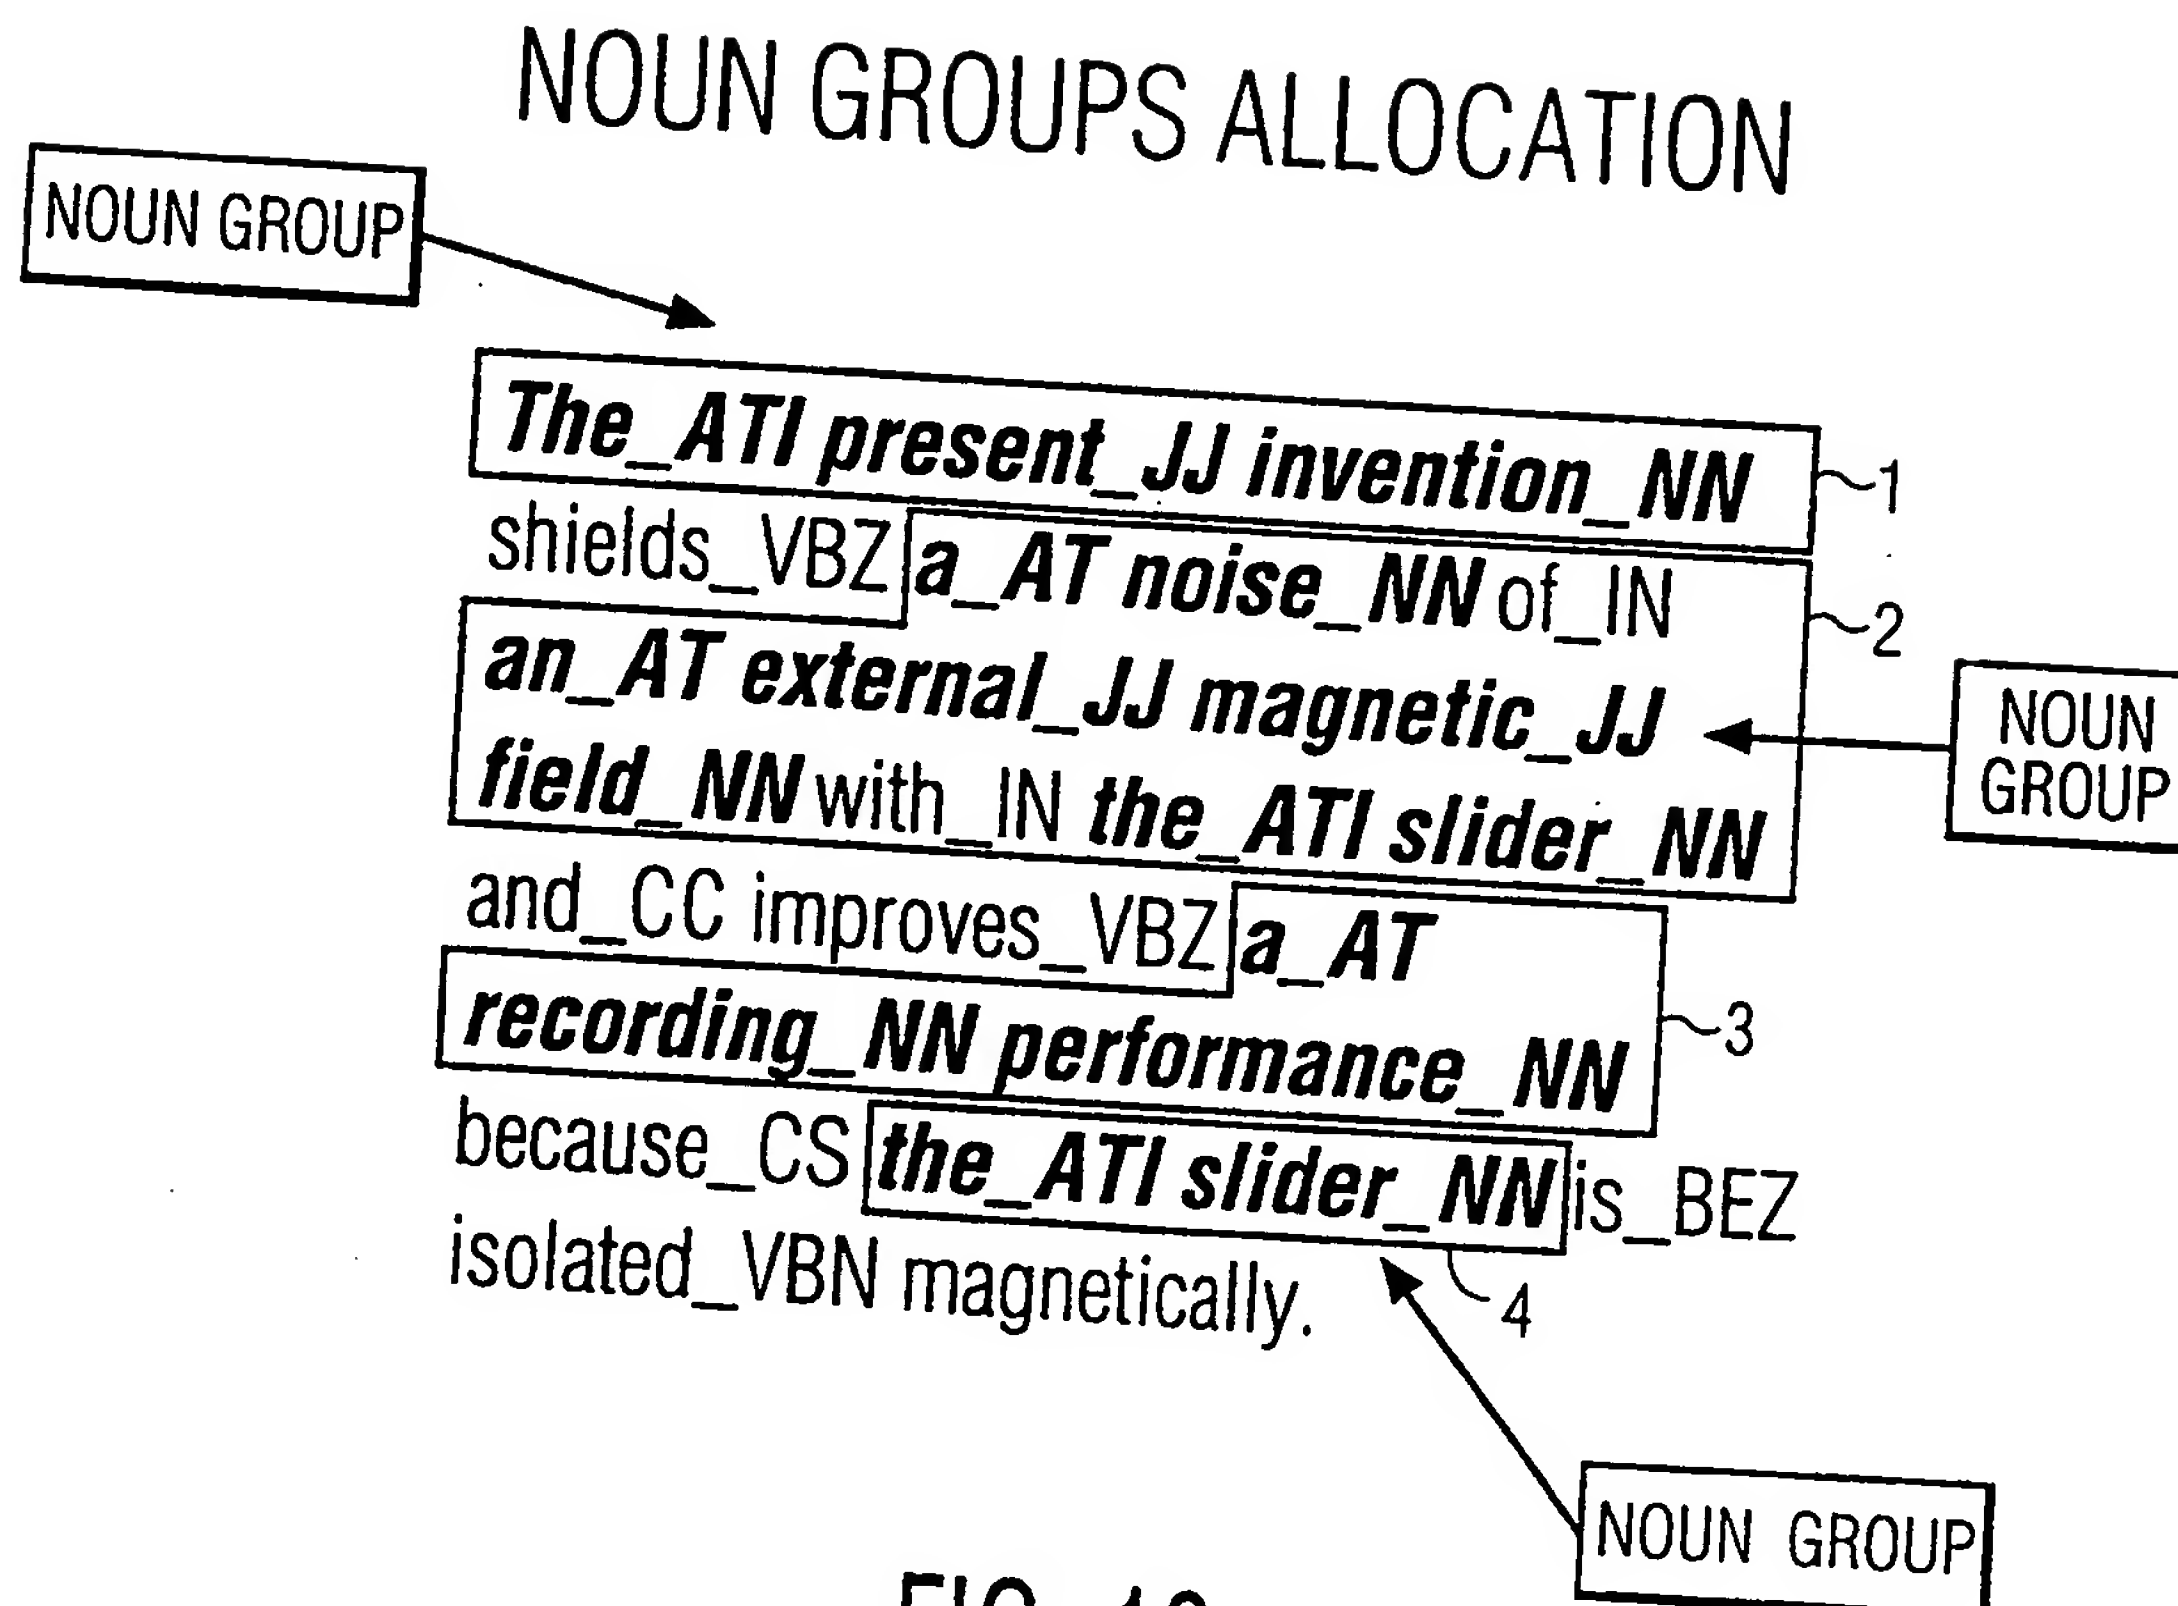 NOUN GROUPS ALLOCATION
NOUN GROUP
The_ATI present_JJ invention_NN
1
shields_VBZ a_AT noise_NN of_IN
2
an_AT external_JJ magnetic_JJ
NOUN
GROUP
field_NN with_IN the_ATI slider_NN
and_CC improves_VBZ a_AT
recording_NN performance_NN
3
because_CS the_ATI slider_NN is_BEZ
isolated_VBN magnetically.
4
NOUN GROUP
FIG.